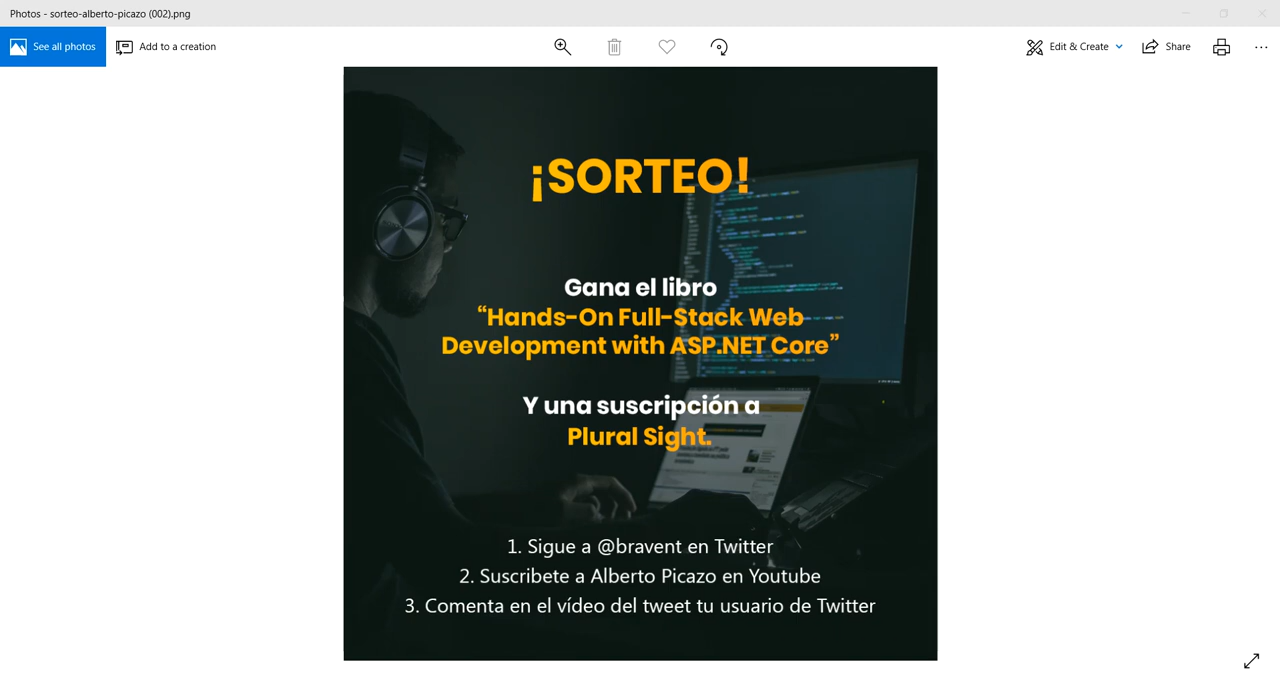 Photos - sorteo-alberto-picazo (002).png
See all photos
Add to a creation
Edit & Create
Share
¡SORTEO!
Gana el libro
“Hands-On Full-Stack Web
Development with ASP.NET Core”
Y una suscripción a
Plural Sight.
1. Sigue a @bravent en Twitter
2. Suscribete a Alberto Picazo en Youtube
3. Comenta en el vídeo del tweet tu usuario de Twitter